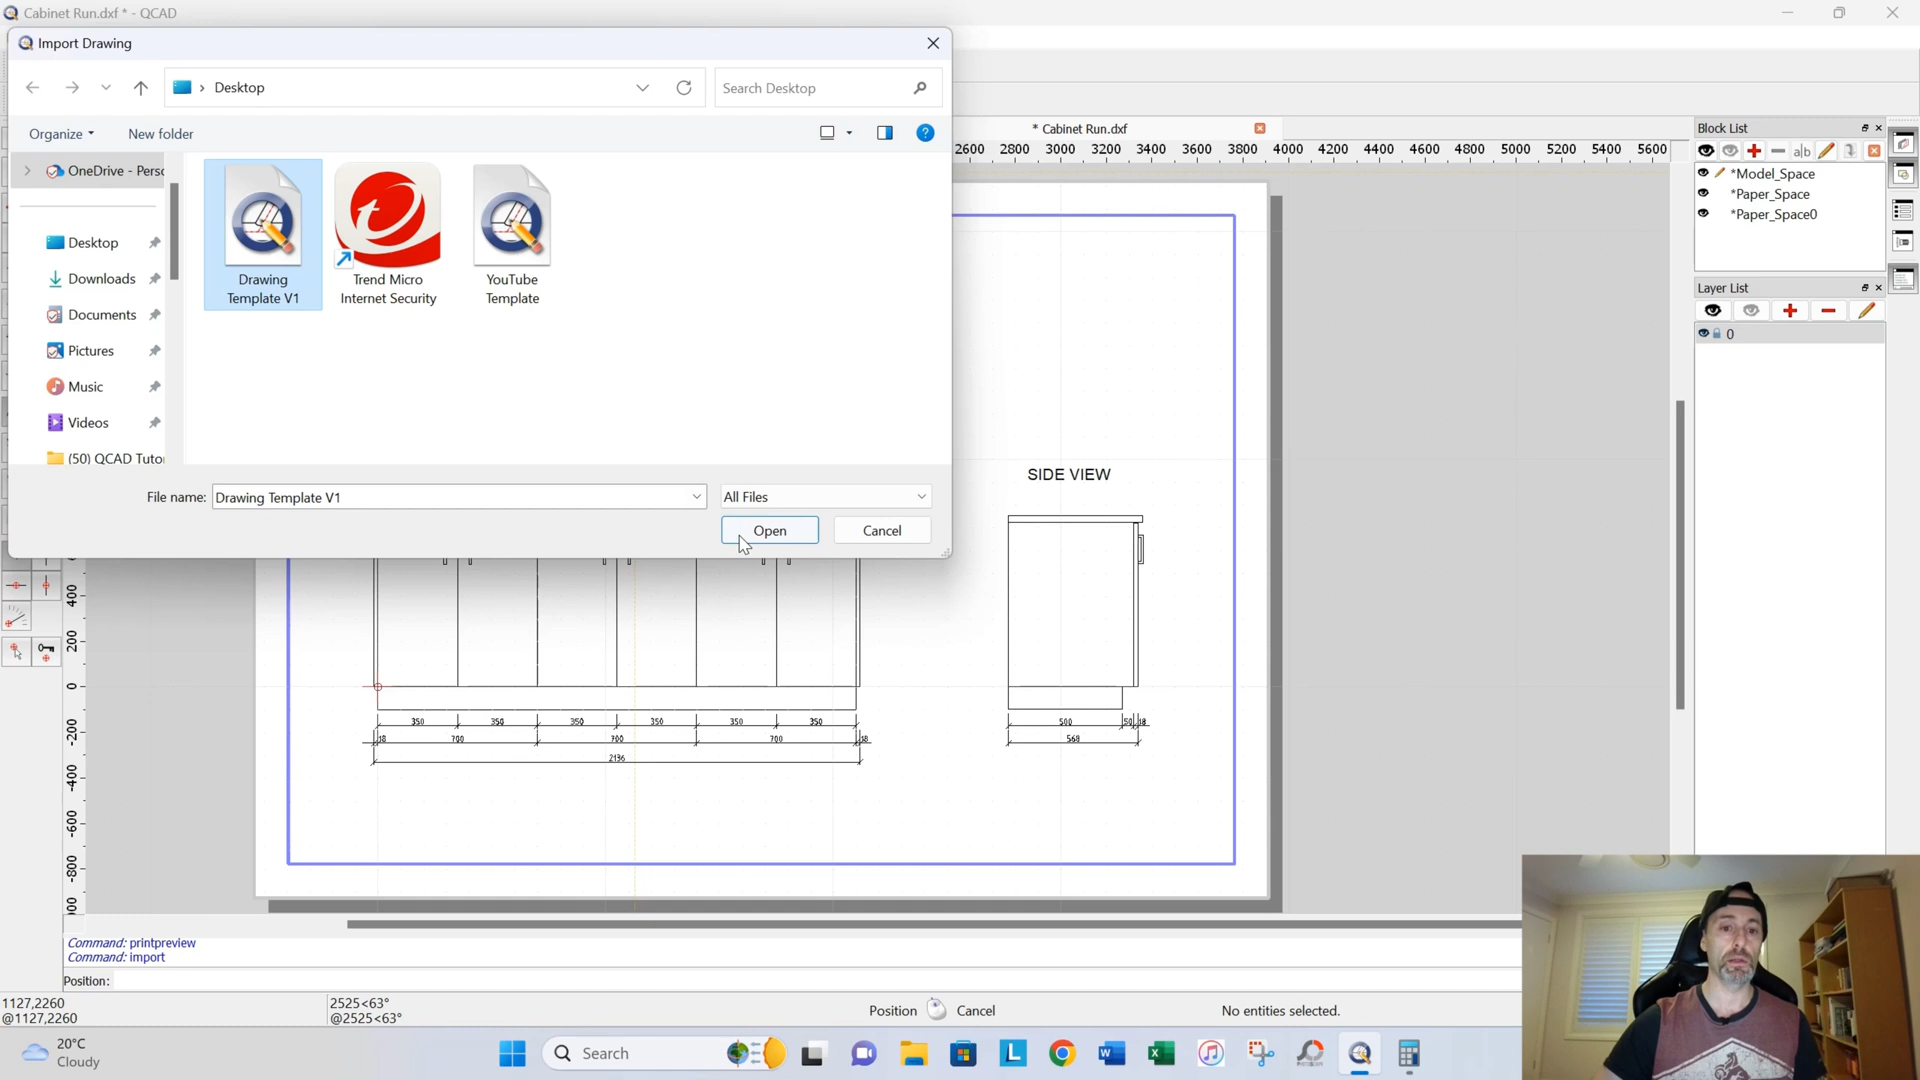 Cabinet Run.dxf * - QCAD
Import Drawing
Desktop
Search Desktop
Organize
New folder
OneDrive - Persc
Desktop
Downloads
Documents
Pictures
Music
Videos
(50) QCAD Tuto
Drawing
Template V1
Trend Micro
Internet Security
YouTube
Template
File name:
Drawing Template V1
All Files
Open
Cancel
* Cabinet Run.dxf
2600 2800 3000 3200 3400 3600 3800 4000 4200 4400 4600 4800 5000 5200 5400 5600
Block List
a|b
*Model_Space
*Paper_Space
*Paper_Space0
Layer List
0
SIDE VIEW
400
200
0
-200
-400
-600
-800
350 350 350 350 350 350
18 700 700 700 18
2136
500 50 18
568
Command: printpreview
Command: import
Position:
1127,2260
@1127,2260
2525<63°
@2525<63°
Position
Cancel
No entities selected.
20°C
Cloudy
Search